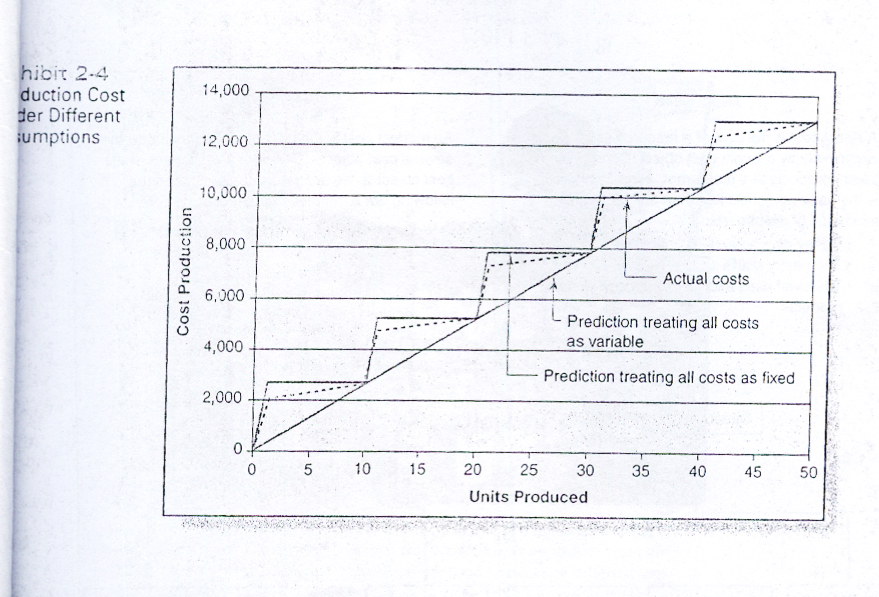 hibit 2-4
duction Cost
der Different
sumptions
14,000
12,000
10,000
8,000
6,000
4,000
2,000
0
Cost Production
0 5 10 15 20 25 30 35 40 45 50
Units Produced
Actual costs
Prediction treating all costs
as variable
Prediction treating all costs as fixed